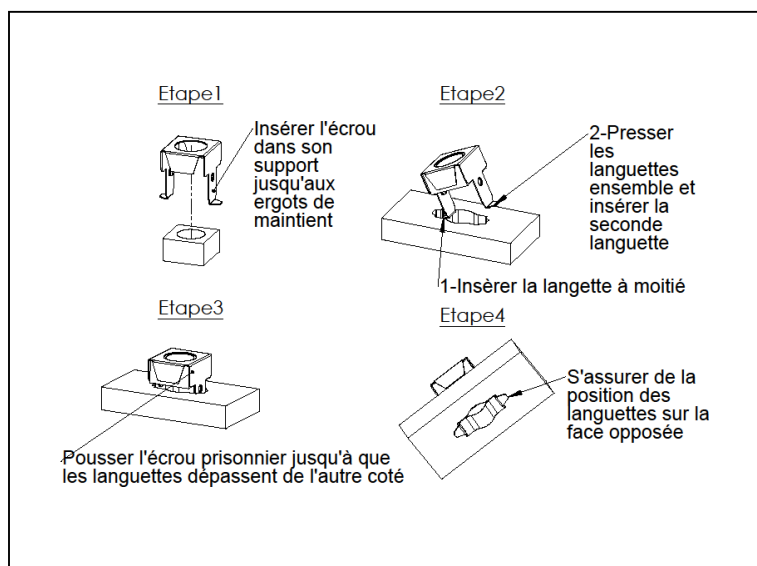 Etape1
Insérer l'écrou
dans son
support
jusqu'aux
ergots de
maintient
Etape2
2-Presser
les
languettes
ensemble et
insérer la
seconde
languette
1-Insèrer la langette à moitié
Etape3
Pousser l'écrou prisonnier jusqu'à que
les languettes dépassent de l'autre coté
Etape4
S'assurer de la
position des
languettes sur la
face opposée